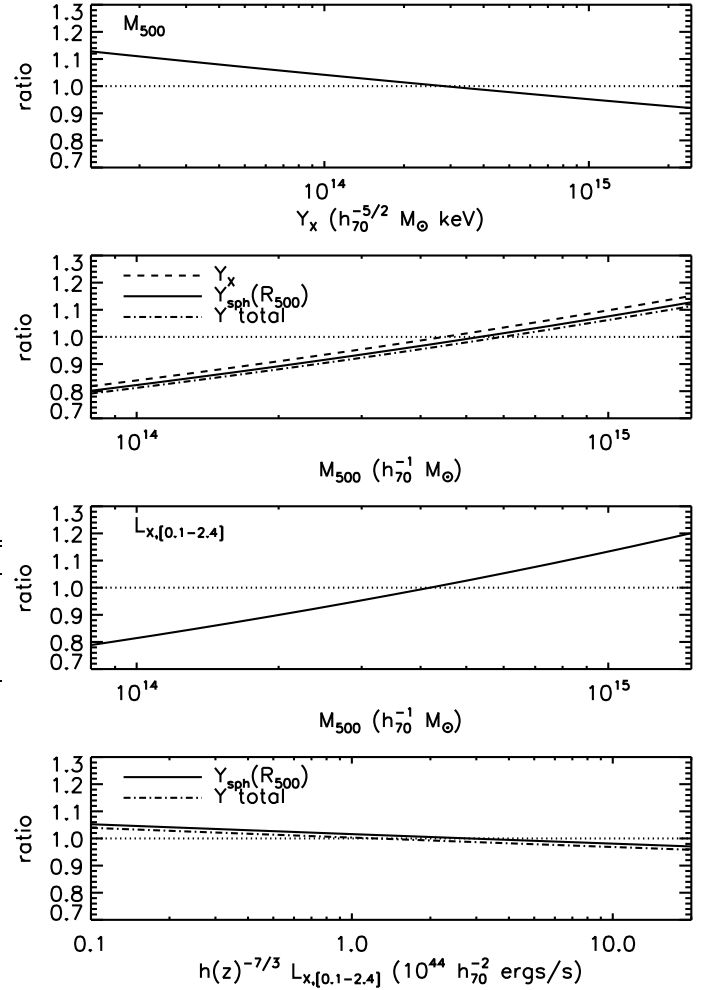 M500
1.3
1.2
1.1
1.0
0.9
0.8
0.7
ratio
10^14 10^15
Y_X (h_70^-5/2 M_⊙ keV)
1.3
1.2
1.1
1.0
0.9
0.8
0.7
ratio
Y_X
Y_sph(R_500)
Y total
10^14 10^15
M_500 (h_70^-1 M_⊙)
1.3
1.2
1.1
1.0
0.9
0.8
0.7
ratio
L_X,[0.1−2.4]
10^14 10^15
M_500 (h_70^-1 M_⊙)
1.3
1.2
1.1
1.0
0.9
0.8
0.7
ratio
Y_sph(R_500)
Y total
0.1 1.0 10.0
h(z)^−7/3 L_X,[0.1−2.4] (10^44 h_70^-2 ergs/s)